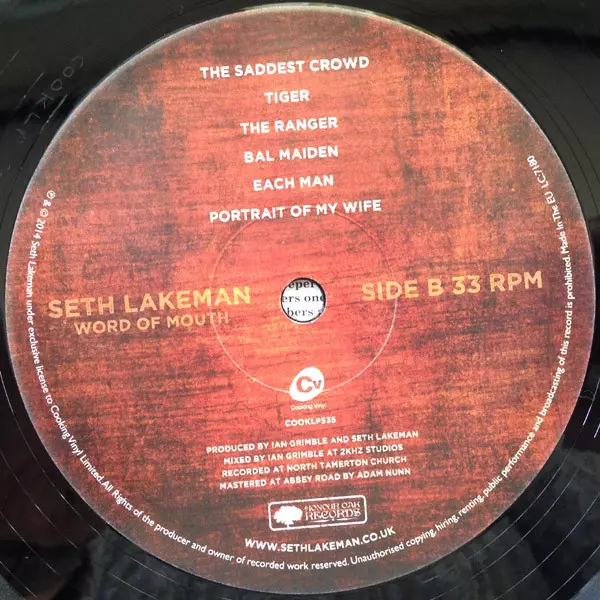 THE SADDEST CROWD
TIGER
THE RANGER
BAL MAIDEN
EACH MAN
PORTRAIT OF MY WIFE
SETH LAKEMAN
WORD OF MOUTH
SIDE B 33 RPM
ers one
bers
Cv
Cooking Vinyl
COOKLP535
PRODUCED BY IAN GRIMBLE AND SETH LAKEMAN
MIXED BY IAN GRIMBLE AT 2KHZ STUDIOS
RECORDED AT NORTH TAMERTON CHURCH
MASTERED AT ABBEY ROAD BY ADAM NUNN
HONOUR OAK
RECORDS
WWW.SETHLAKEMAN.CO.UK
℗ & © 2014 Seth Lakeman under exclusive license to Cooking Vinyl Limited. All Rights of the producer and owner of recorded work reserved. Unauthorised copying, hiring, renting, public performance and broadcasting of this record is prohibited. Made In The EU LC7180